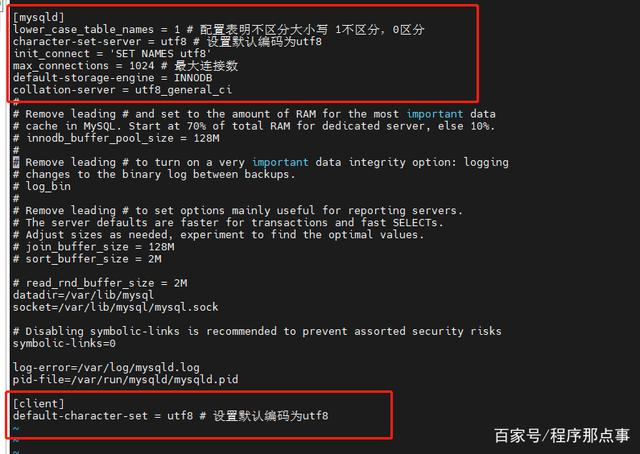 [mysqld]
lower_case_table_names = 1 # 配置表明不区分大小写 1不区分，0区分
character-set-server = utf8 # 设置默认编码为utf8
init_connect = 'SET NAMES utf8'
max_connections = 1024 # 最大连接数
default-storage-engine = INNODB
collation-server = utf8_general_ci
#
# Remove leading # and set to the amount of RAM for the most important data
# cache in MySQL. Start at 70% of total RAM for dedicated server, else 10%.
# innodb_buffer_pool_size = 128M
#
# Remove leading # to turn on a very important data integrity option: logging
# changes to the binary log between backups.
# log_bin
#
# Remove leading # to set options mainly useful for reporting servers.
# The server defaults are faster for transactions and fast SELECTs.
# Adjust sizes as needed, experiment to find the optimal values.
# join_buffer_size = 128M
# sort_buffer_size = 2M

# read_rnd_buffer_size = 2M
datadir=/var/lib/mysql
socket=/var/lib/mysql/mysql.sock

# Disabling symbolic-links is recommended to prevent assorted security risks
symbolic-links=0

log-error=/var/log/mysqld.log
pid-file=/var/run/mysqld/mysqld.pid

[client]
default-character-set = utf8 # 设置默认编码为utf8
~
~
~
百家号/程序那点事